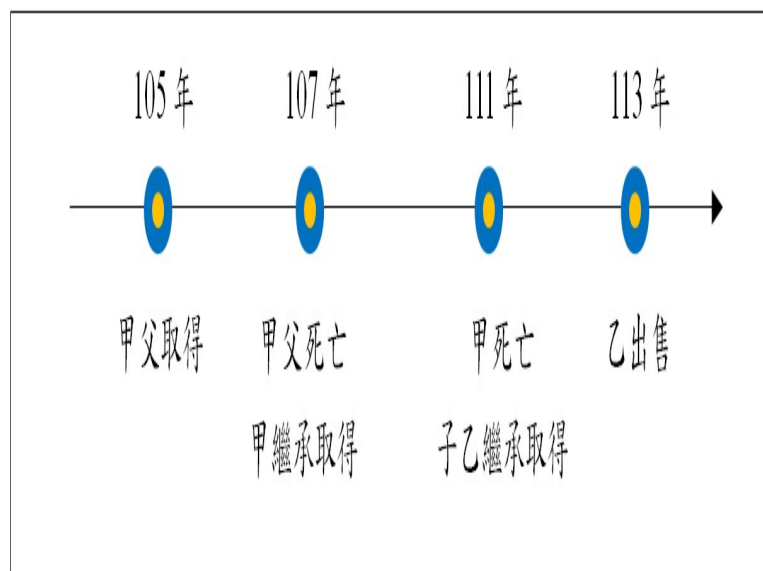 105年 107年 111年 113年
甲父取得 甲父死亡 甲死亡 乙出售
甲繼承取得 子乙繼承取得